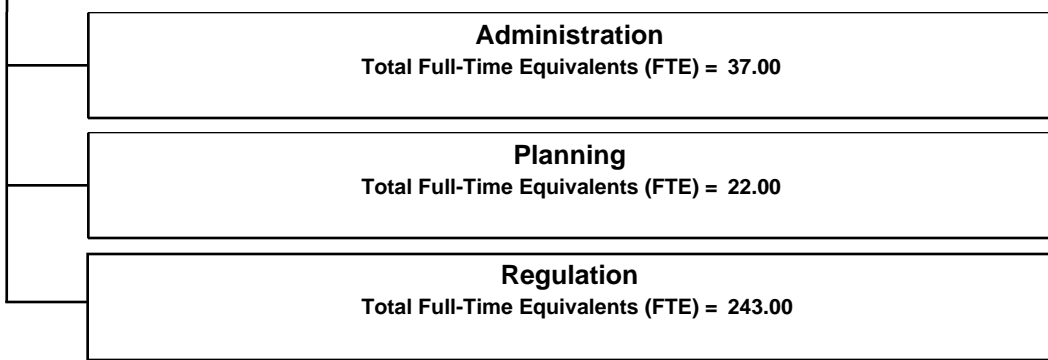 Administration
Total Full-Time Equivalents (FTE) = 37.00
Planning
Total Full-Time Equivalents (FTE) = 22.00
Regulation
Total Full-Time Equivalents (FTE) = 243.00